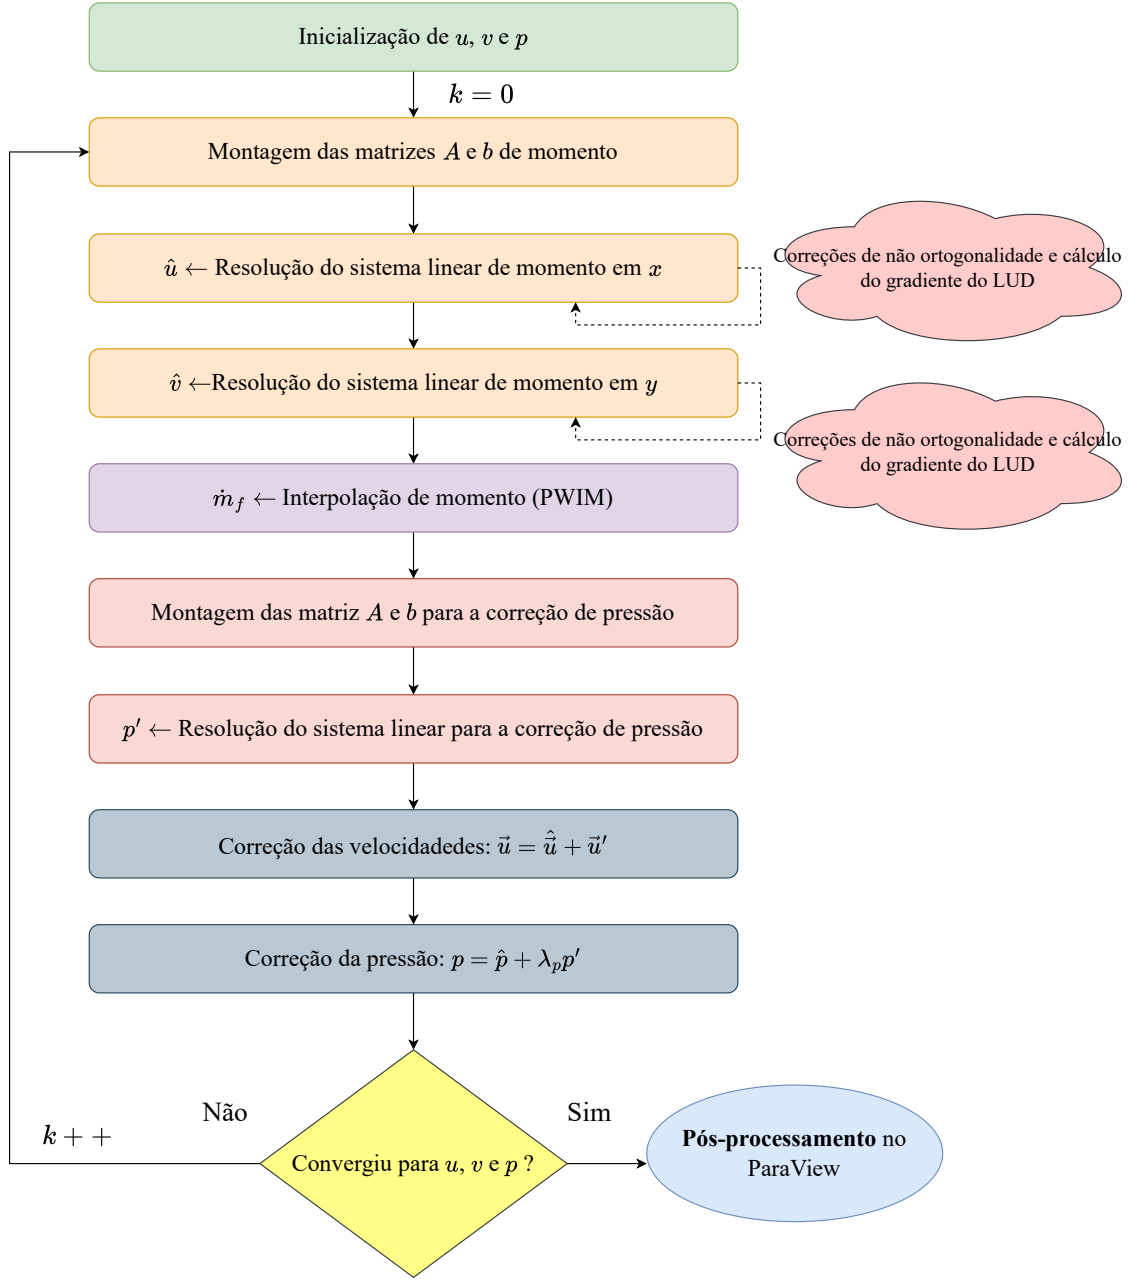 Inicialização de u, v e p
k = 0
Montagem das matrizes A e b de momento
û ← Resolução do sistema linear de momento em x
Correções de não ortogonalidade e cálculo
do gradiente do LUD
v̂ ←Resolução do sistema linear de momento em y
Correções de não ortogonalidade e cálculo
do gradiente do LUD
ṁ_f ← Interpolação de momento (PWIM)
Montagem das matriz A e b para a correção de pressão
p′ ← Resolução do sistema linear para a correção de pressão
Correção das velocidadedes: u⃗ = u⃗̂ + u⃗′
Correção da pressão: p = p̂ + λ_p p′
Não
Sim
k + +
Convergiu para u, v e p ?
Pós-processamento no
ParaView